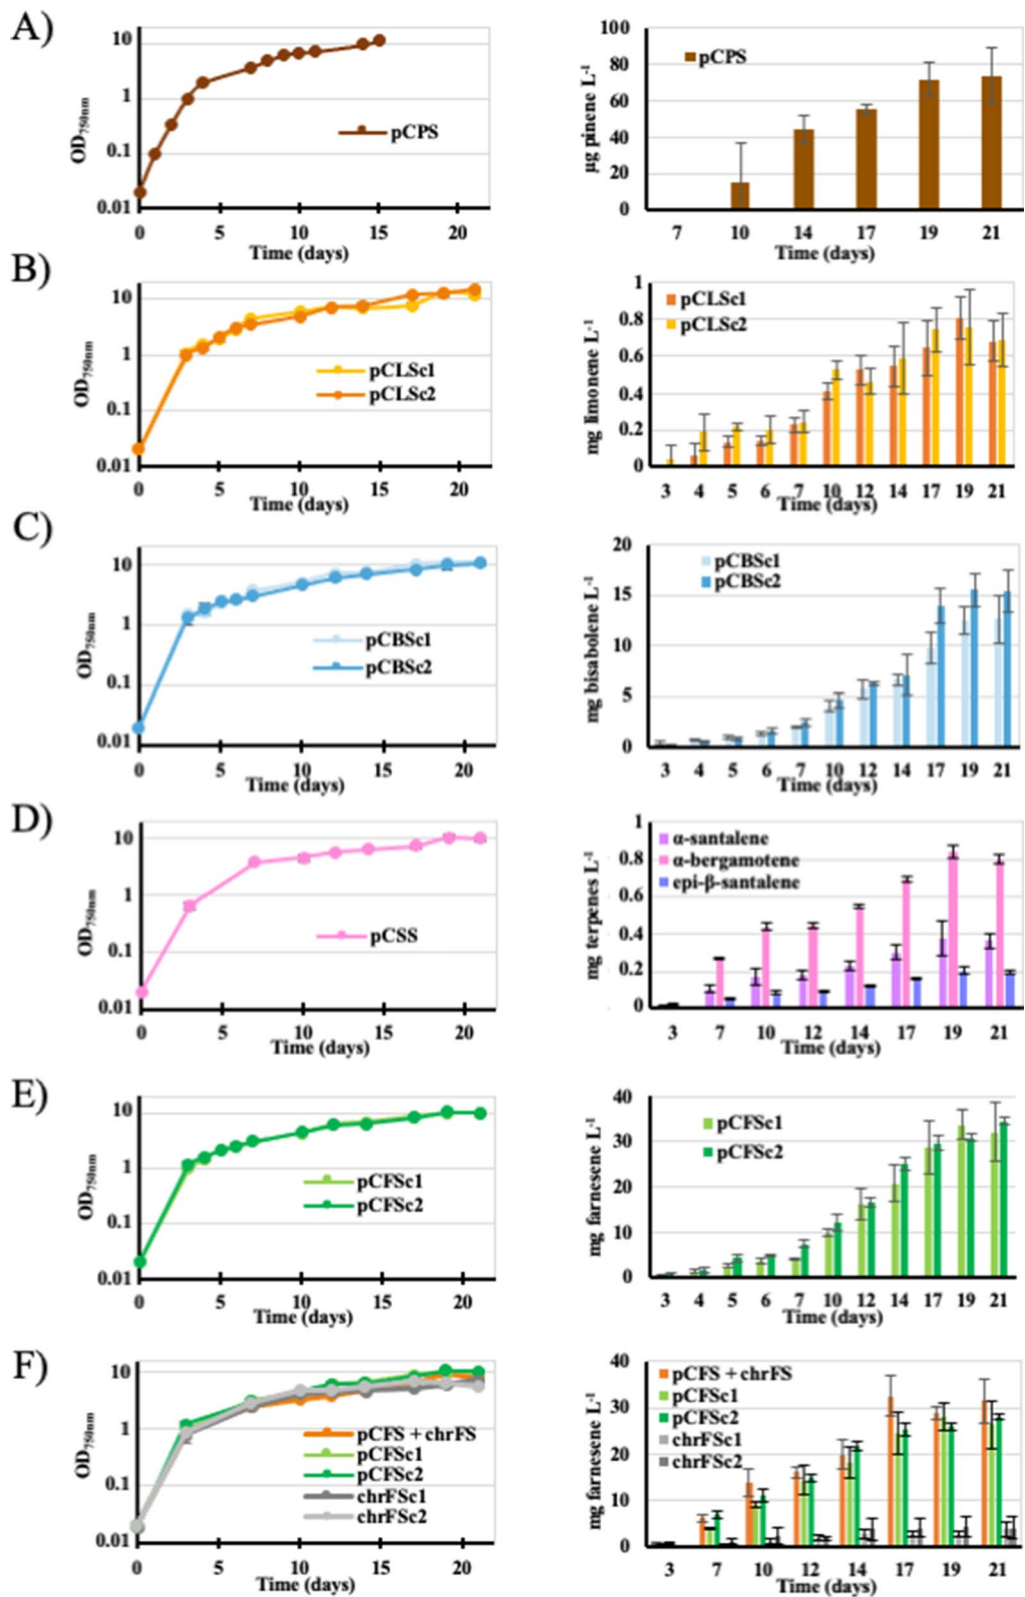 A)
OD750nm
10
1
0.1
0.01
pCPS
0 5 10 15 20
Time (days)
µg pinene L-1
100
80
60
40
20
0
pCPS
7 10 14 17 19 21
Time (days)
B)
OD750nm
10
1
0.1
0.01
pCLSc1
pCLSc2
0 5 10 15 20
Time (days)
mg limonene L-1
1
0.8
0.6
0.4
0.2
0
pCLSc1
pCLSc2
3 4 5 6 7 10 12 14 17 19 21
Time (days)
C)
OD750nm
10
1
0.1
0.01
pCBSc1
pCBSc2
0 5 10 15 20
Time (days)
mg bisabolene L-1
20
15
10
5
0
pCBSc1
pCBSc2
3 4 5 6 7 10 12 14 17 19 21
Time (days)
D)
OD750nm
10
1
0.1
0.01
pCSS
0 5 10 15 20
Time (days)
mg terpenes L-1
1
0.8
0.6
0.4
0.2
0
α-santalene
α-bergamotene
epi-β-santalene
3 7 10 12 14 17 19 21
Time (days)
E)
OD750nm
10
1
0.1
0.01
pCFSc1
pCFSc2
0 5 10 15 20
Time (days)
mg farnesene L-1
40
30
20
10
0
pCFSc1
pCFSc2
3 4 5 6 7 10 12 14 17 19 21
Time (days)
F)
OD750nm
10
1
0.1
0.01
pCFS + chrFS
pCFSc1
pCFSc2
chrFSc1
chrFSc2
0 5 10 15 20
Time (days)
mg farnesene L-1
40
30
20
10
0
pCFS + chrFS
pCFSc1
pCFSc2
chrFSc1
chrFSc2
3 7 10 12 14 17 19 21
Time (days)